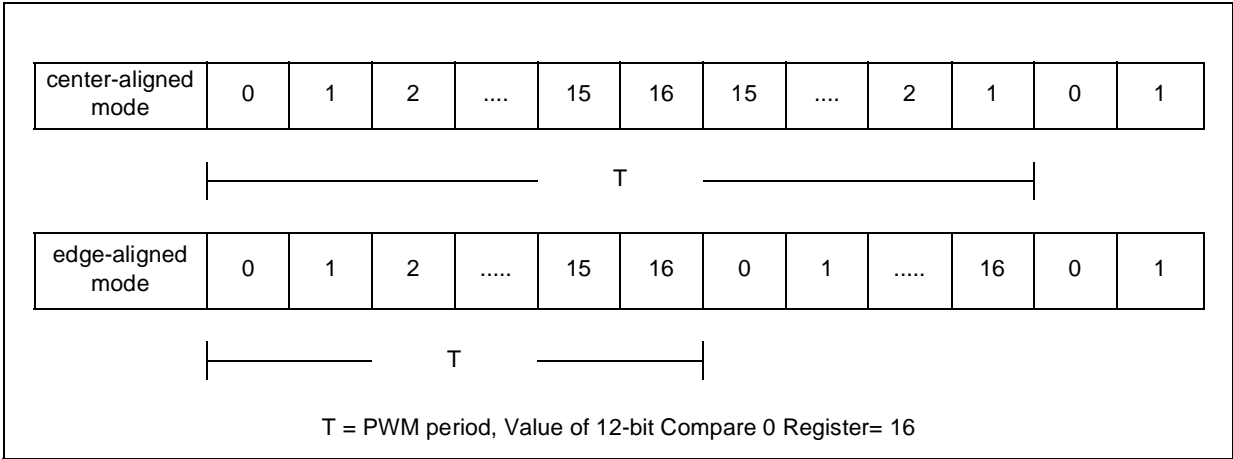 center-aligned mode 0 1 2 .... 15 16 15 .... 2 1 0 1
T
edge-aligned mode 0 1 2 ..... 15 16 0 1 ..... 16 0 1
T
T = PWM period, Value of 12-bit Compare 0 Register= 16